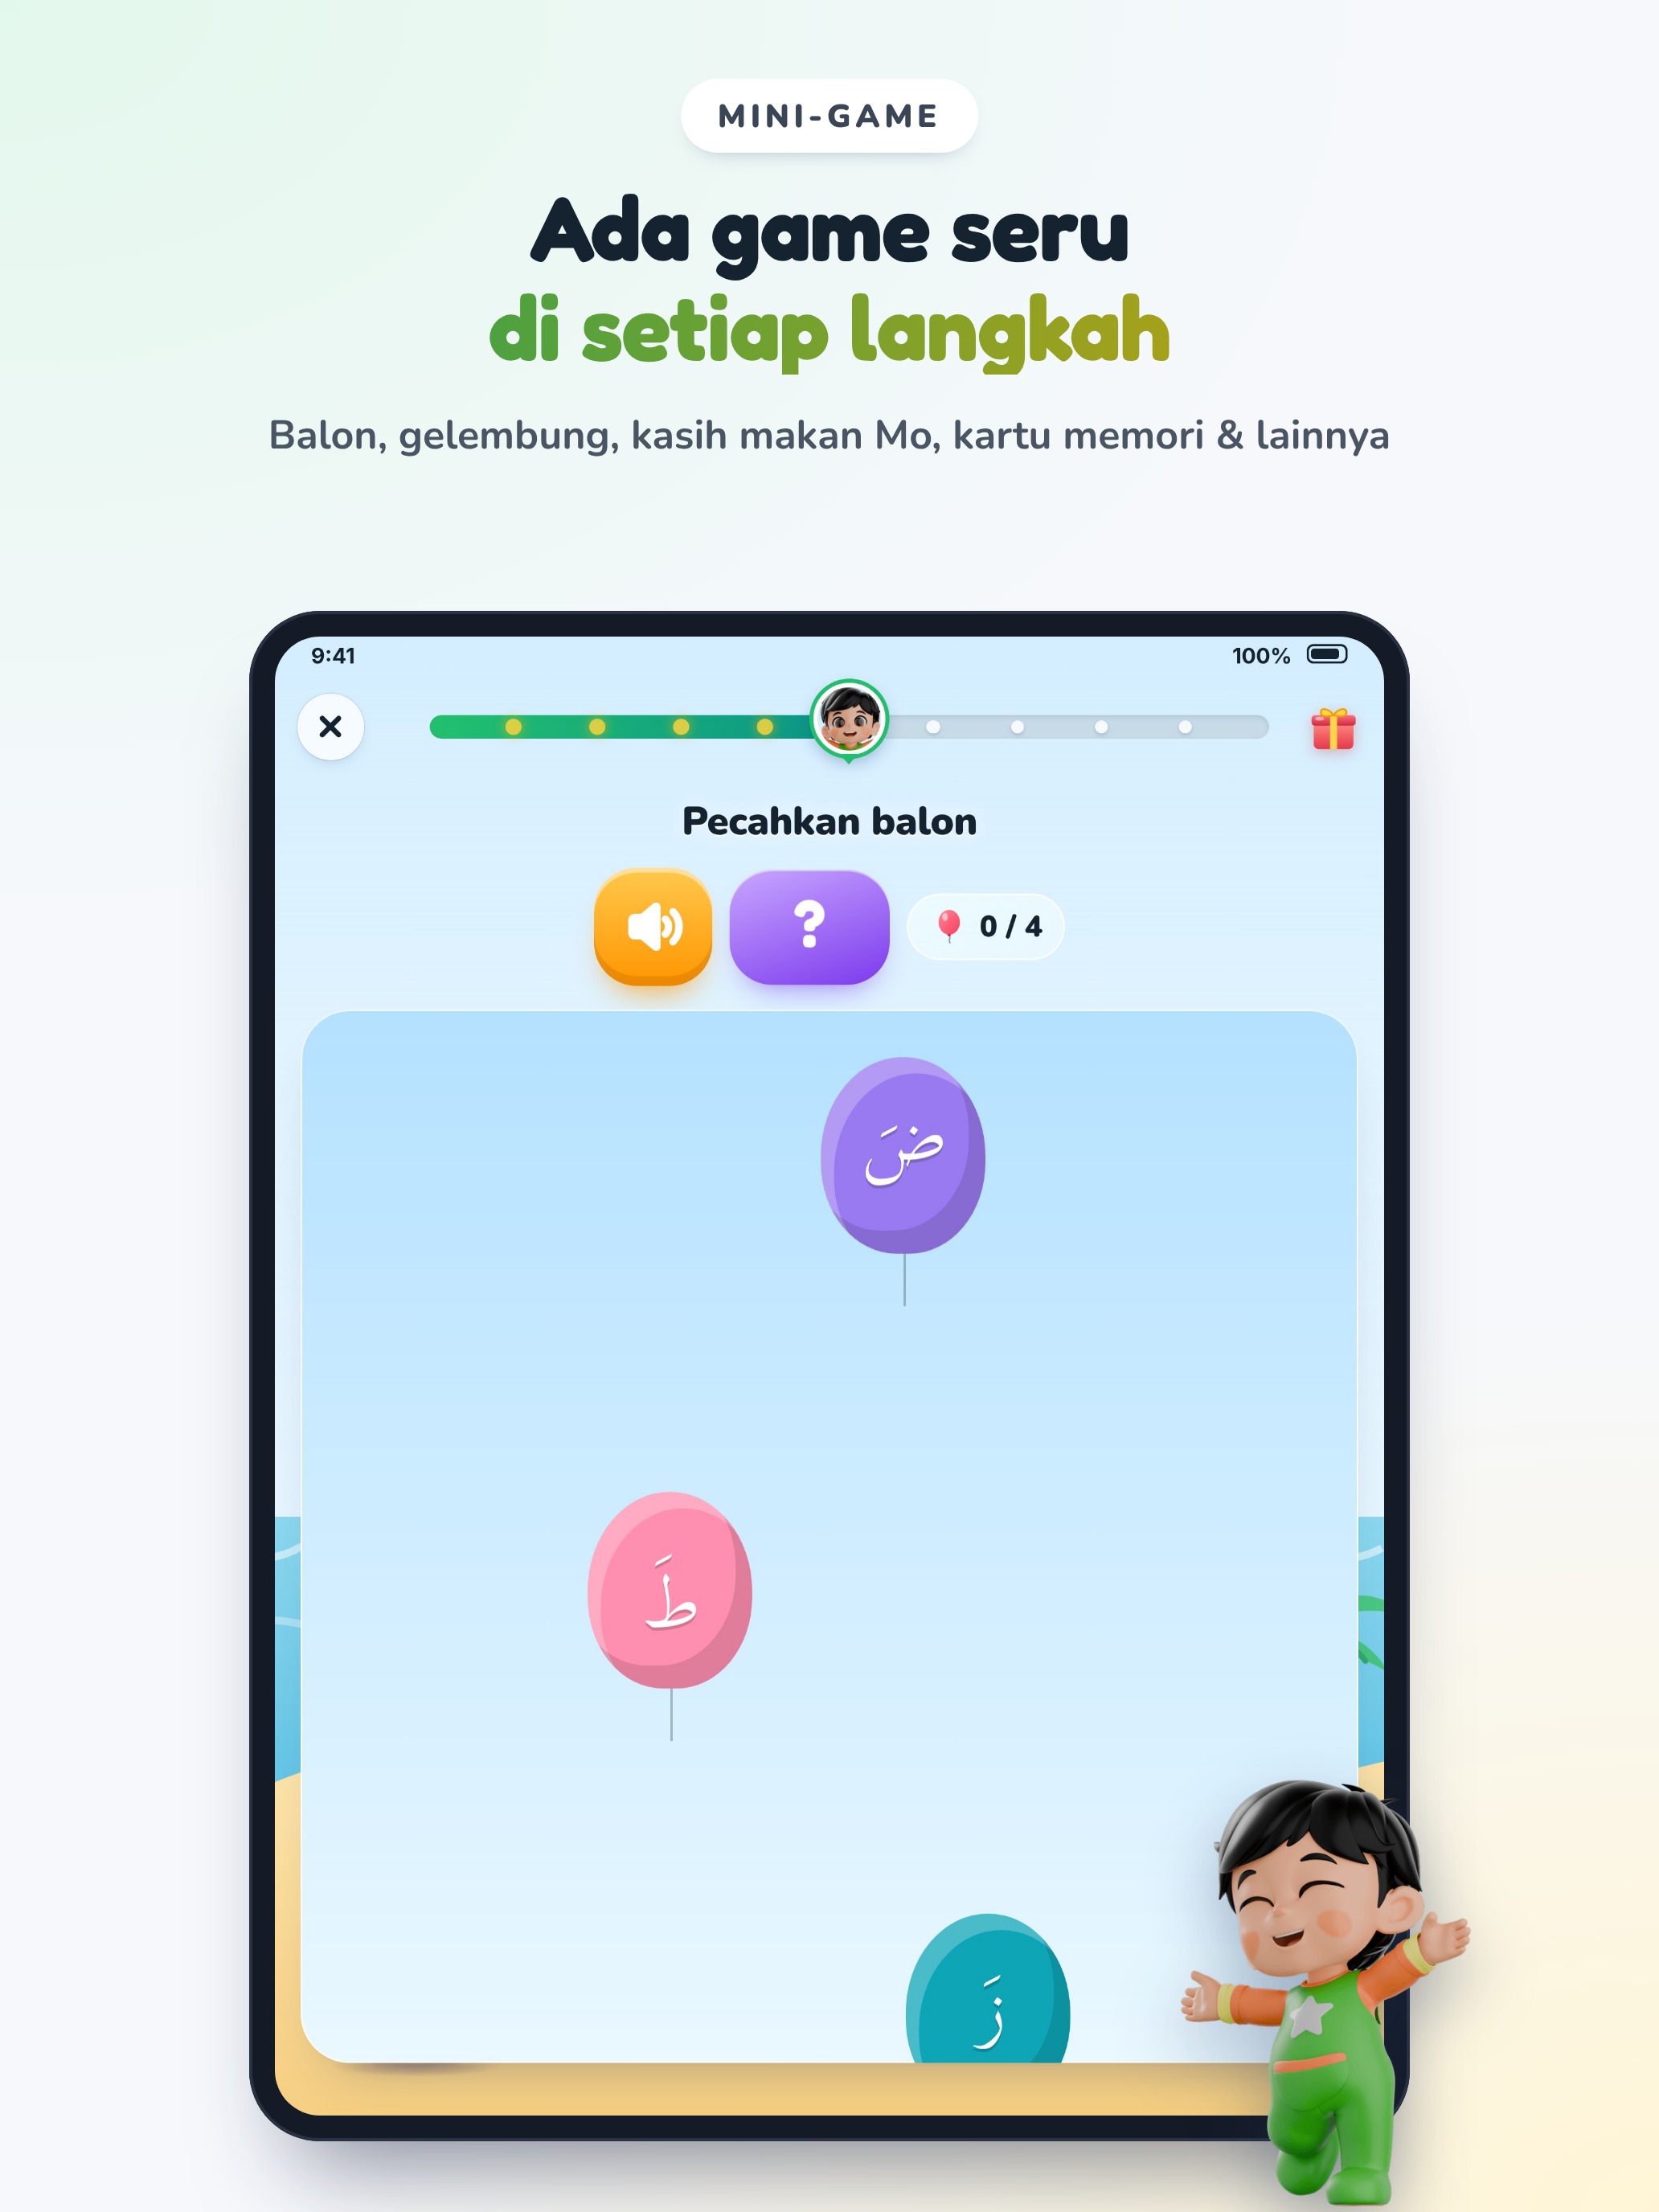 MINI-GAME
Ada game seru
di setiap langkah
Balon, gelembung, kasih makan Mo, kartu memori & lainnya
9:41
100%
Pecahkan balon
?
0 / 4
ضَ
طَ
زَ